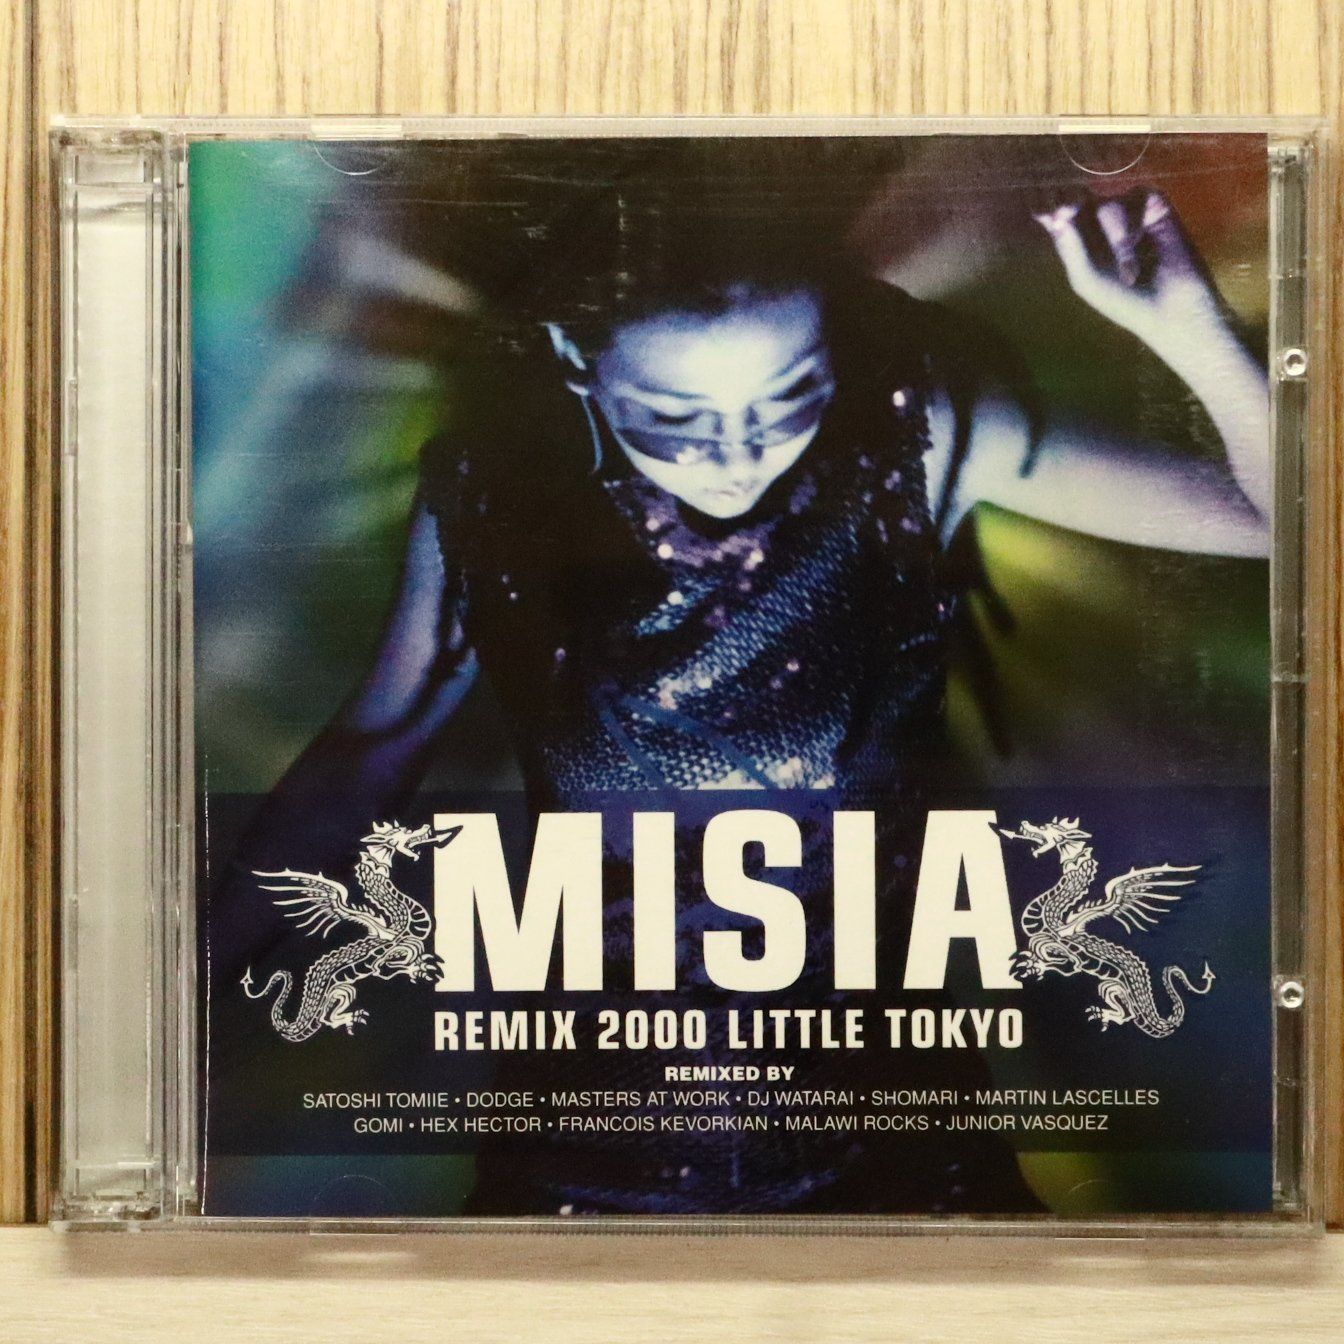 MISIA
REMIX 2000 LITTLE TOKYO
REMIXED BY
SATOSHI TOMIIE • DODGE • MASTERS AT WORK • DJ WATARAI • SHOMARI • MARTIN LASCELLES
GOMI • HEX HECTOR • FRANCOIS KEVORKIAN • MALAWI ROCKS • JUNIOR VASQUEZ